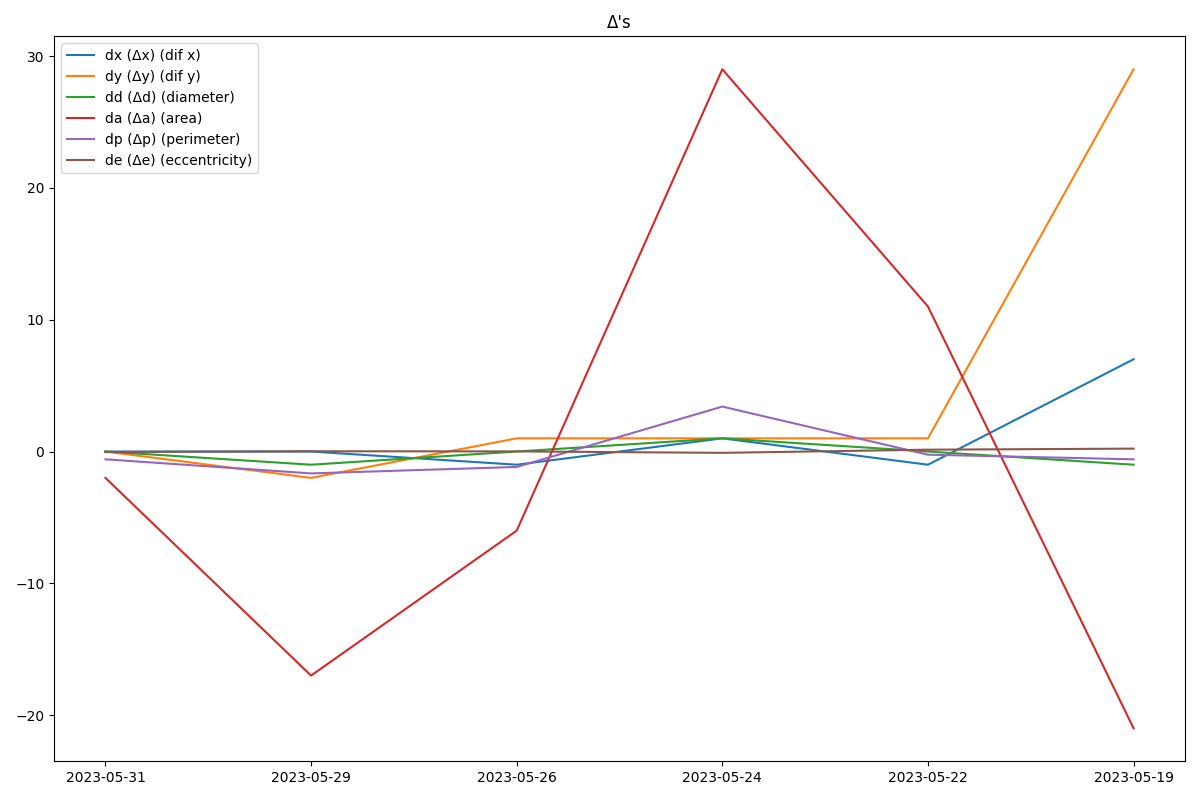 Δ's
dx (Δx) (dif x)
dy (Δy) (dif y)
dd (Δd) (diameter)
da (Δa) (area)
dp (Δp) (perimeter)
de (Δe) (eccentricity)
30
20
10
0
−10
−20
2023-05-31 2023-05-29 2023-05-26 2023-05-24 2023-05-22 2023-05-19